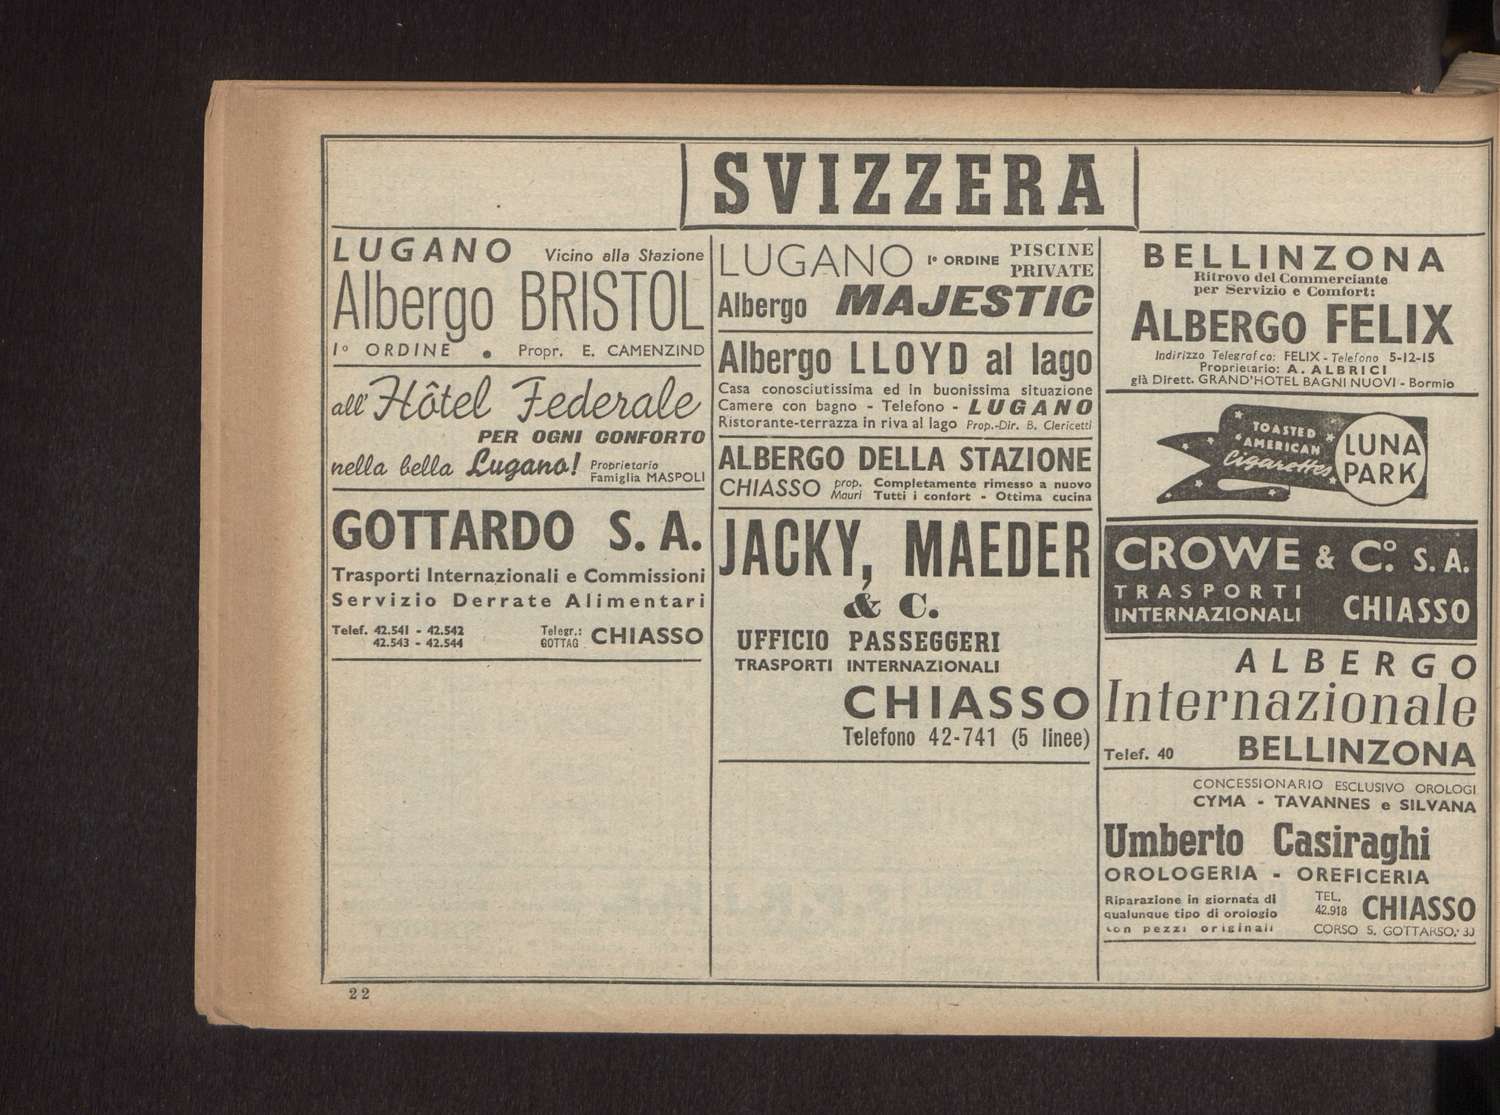 SVIZZERA
LUGANO Vicino alla Stazione
Albergo BRISTOL
1º ORDINE • Propr. E. CAMENZIND
all' Hôtel Federale
PER OGNI CONFORTO
nella bella Lugano! Proprietario
Famiglia MASPOLI
GOTTARDO S. A.
Trasporti Internazionali e Commissioni
Servizio Derrate Alimentari
Telef. 42.541 - 42.542
42.543 - 42.544
Telegr.:
GOTTAG
CHIASSO
LUGANO Iº ORDINE PISCINE
PRIVATE
Albergo MAJESTIC
Albergo LLOYD al lago
Casa conosciutissima ed in buonissima situazione
Camere con bagno - Telefono - LUGANO
Ristorante-terrazza in riva al lago Prop.-Dir. B. Clericetti
ALBERGO DELLA STAZIONE
CHIASSO prop. Completamente rimesso a nuovo
Mauri Tutti i confort - Ottima cucina
JACKY, MAEDER
& C.
UFFICIO PASSEGGERI
TRASPORTI INTERNAZIONALI
CHIASSO
Telefono 42-741 (5 linee)
BELLINZONA
Ritrovo del Commerciante
per Servizio e Comfort:
ALBERGO FELIX
Indirizzo Telegrafco: FELIX - Telefono 5-12-15
Proprietario: A. ALBRICI
già Dirett. GRAND'HOTEL BAGNI NUOVI - Bormio
TOASTED
AMERICAN
Cigarettes
LUNA
PARK
CROWE & Cº. S. A.
TRASPORTI
INTERNAZIONALI CHIASSO
ALBERGO
Internazionale
Telef. 40 BELLINZONA
CONCESSIONARIO ESCLUSIVO OROLOGI
CYMA - TAVANNES e SILVANA
Umberto Casiraghi
OROLOGERIA - OREFICERIA
Riparazione in giornata di
qualunque tipo di orologio
con pezzi originali
TEL.
42.918 CHIASSO
CORSO S. GOTTARSO, 30
22